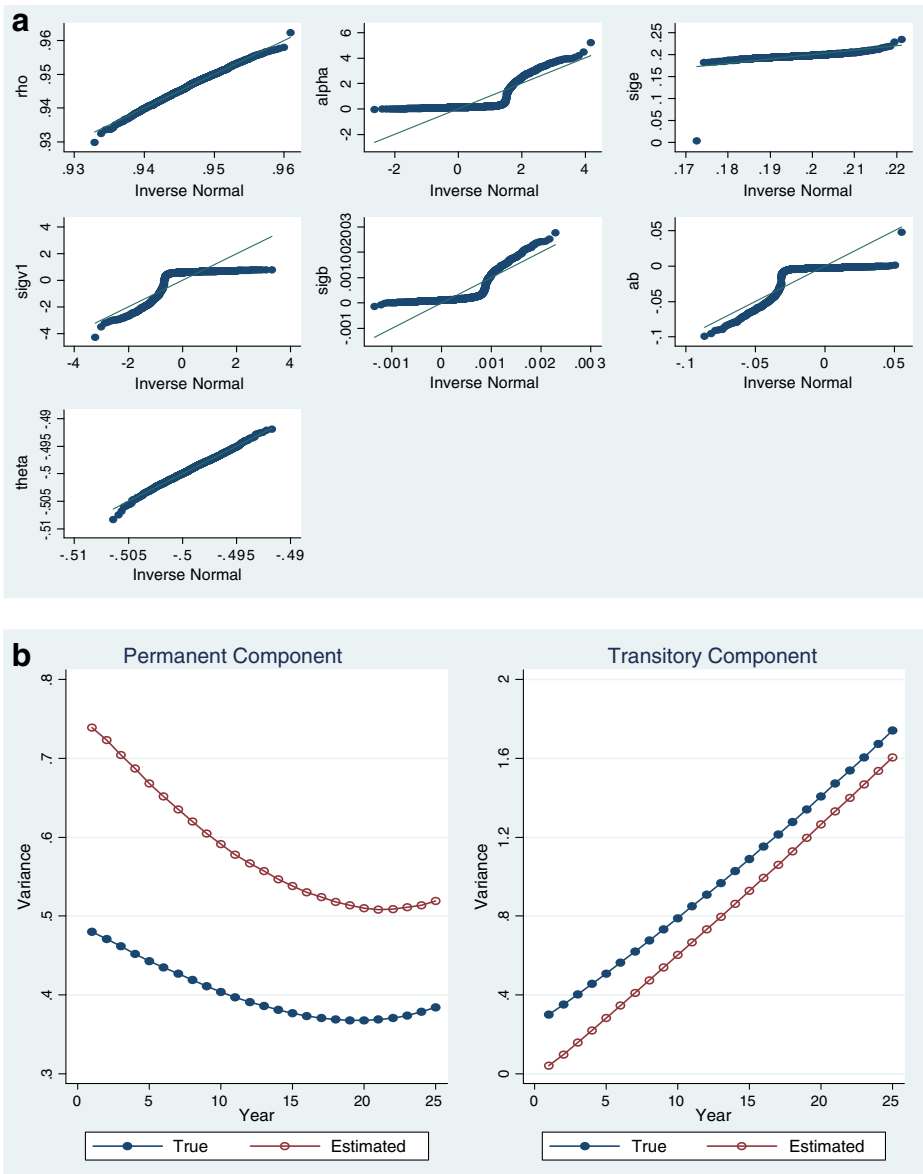 a
rho
.93 .94 .95 .96
.93 .94 .95 .96
Inverse Normal
alpha
-2 0 2 4 6
-2 0 2 4
Inverse Normal
sige
0 .05 .1 .15 .2 .25
.17 .18 .19 .2 .21 .22
Inverse Normal
sigv1
-4 -2 0 2 4
-4 -2 0 2 4
Inverse Normal
sigb
-.001 0 .001 .002 .003
-.001 0 .001 .002 .003
Inverse Normal
ab
-.1 -.05 0 .05
-.1 -.05 0 .05
Inverse Normal
theta
-.51 -.505 -.5 -.495 -.49
-.51 -.505 -.5 -.495 -.49
Inverse Normal
b
Permanent Component
Variance
.3 .4 .5 .6 .7 .8
0 5 10 15 20 25
Year
True Estimated
Transitory Component
Variance
0 .4 .8 1.2 1.6 2
0 5 10 15 20 25
Year
True Estimated